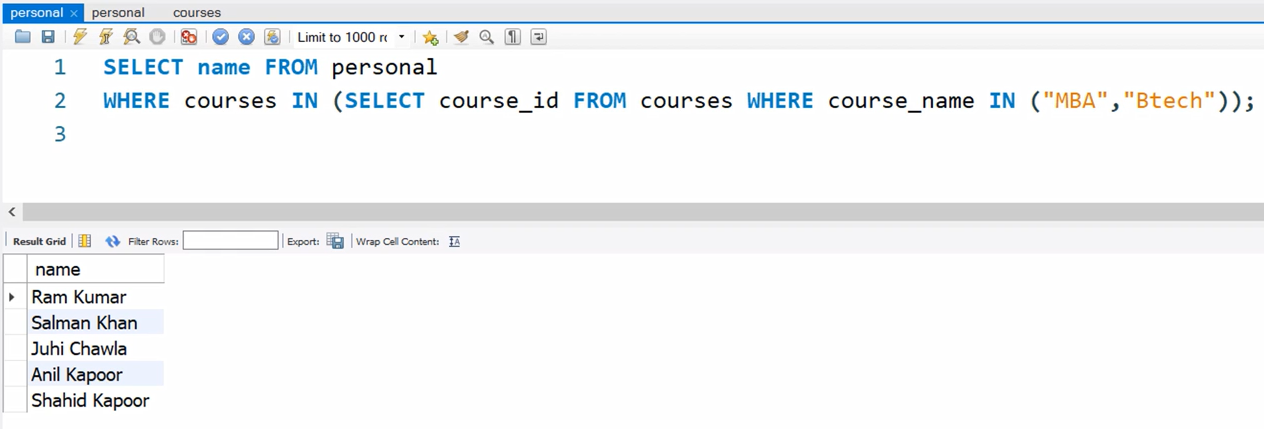 personal × personal courses
Limit to 1000 rc
1 SELECT name FROM personal
2 WHERE courses IN (SELECT course_id FROM courses WHERE course_name IN ("MBA","Btech"));
3
Result Grid Filter Rows: Export: Wrap Cell Content:
name
Ram Kumar
Salman Khan
Juhi Chawla
Anil Kapoor
Shahid Kapoor